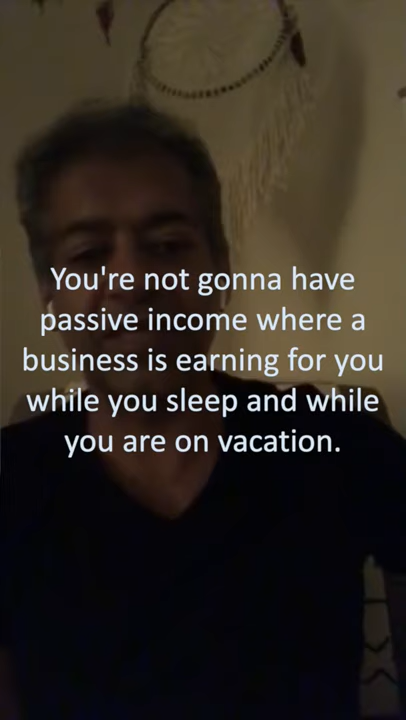 You're not gonna have
passive income where a
business is earning for you
while you sleep and while
you are on vacation.